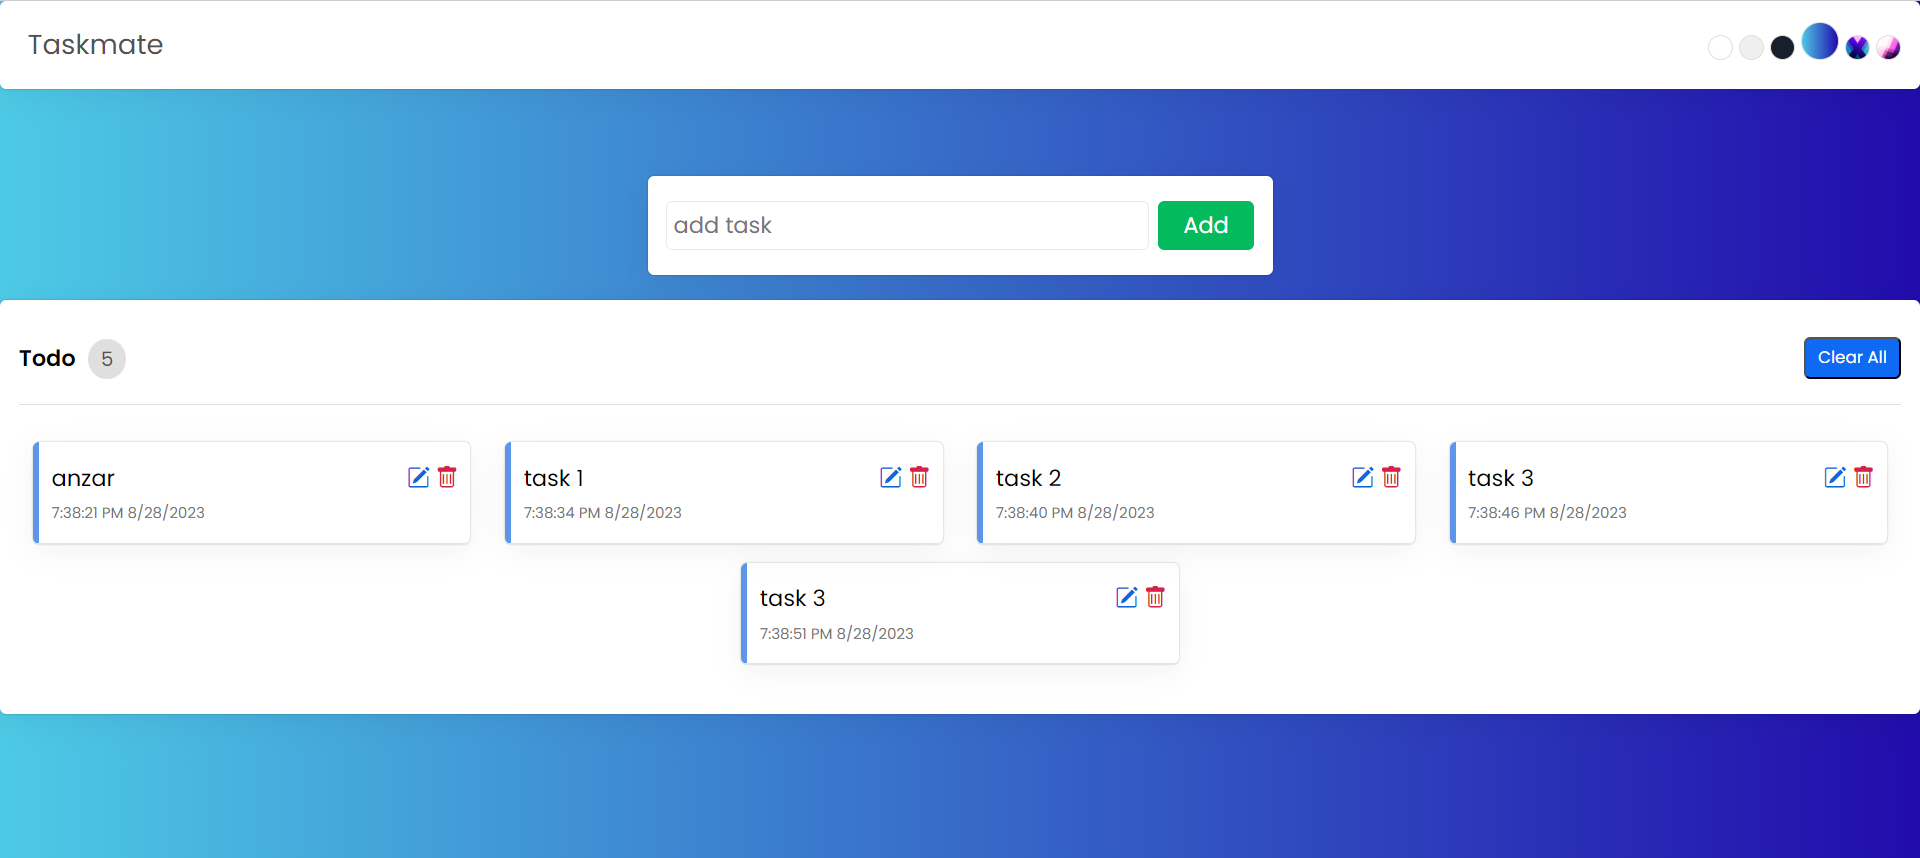 Taskmate
add task
Add
Todo 5
Clear All
anzar
7:38:21 PM 8/28/2023
task 1
7:38:34 PM 8/28/2023
task 2
7:38:40 PM 8/28/2023
task 3
7:38:46 PM 8/28/2023
task 3
7:38:51 PM 8/28/2023